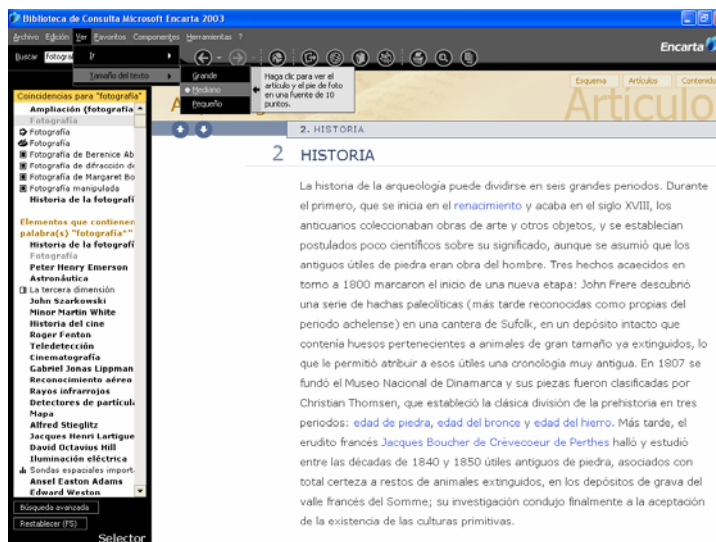 Biblioteca de Consulta Microsoft Encarta 2003
Archivo Edición Ver Favoritos Componentes Herramientas ?
Buscar fotogra
Ir
Tamaño del texto
Grande
Mediano
Pequeño
Haga clic para ver el
artículo y el pie de foto
en una fuente de 10
puntos.
Encarta
Esquema Artículos Contenido
Artículo
Coincidencias para "fotografía"
Ampliación (fotografía
Fotografía
Fotografía
Fotografía
Fotografía de Berenice Ab
Fotografía de difracción de
Fotografía de Margaret Bo
Fotografía manipulada
Historia de la fotografí
Elementos que contienen
palabra(s) "fotografía*"
Historia de la fotografí
Fotografía
Peter Henry Emerson
Astronáutica
La tercera dimensión
John Szarkowski
Minor Martin White
Historia del cine
Roger Fenton
Teledetección
Cinematografía
Gabriel Jonas Lippman
Reconocimiento aéreo
Rayos infrarrojos
Detectores de partícula
Mapa
Alfred Stieglitz
Jacques Henri Lartigue
David Octavius Hill
Iluminación eléctrica
Sondas espaciales import
Ansel Easton Adams
Edward Weston
Búsqueda avanzada
Restablecer (F5)
Selector
2. HISTORIA
2 HISTORIA
La historia de la arqueología puede dividirse en seis grandes periodos. Durante
el primero, que se inicia en el renacimiento y acaba en el siglo XVIII, los
anticuarios coleccionaban obras de arte y otros objetos, y se establecían
postulados poco científicos sobre su significado, aunque se asumió que los
antiguos útiles de piedra eran obra del hombre. Tres hechos acaecidos en
torno a 1800 marcaron el inicio de una nueva etapa: John Frere descubrió
una serie de hachas paleolíticas (más tarde reconocidas como propias del
periodo achelense) en una cantera de Sufolk, en un depósito intacto que
contenía huesos pertenecientes a animales de gran tamaño ya extinguidos, lo
que le permitió atribuir a esos útiles una cronología muy antigua. En 1807 se
fundó el Museo Nacional de Dinamarca y sus piezas fueron clasificadas por
Christian Thomsen, que estableció la clásica división de la prehistoria en tres
periodos: edad de piedra, edad del bronce y edad del hierro. Más tarde, el
erudito francés Jacques Boucher de Crèvecoeur de Perthes halló y estudió
entre las décadas de 1840 y 1850 útiles antiguos de piedra, asociados con
total certeza a restos de animales extinguidos, en los depósitos de grava del
valle francés del Somme; su investigación condujo finalmente a la aceptación
de la existencia de las culturas primitivas.